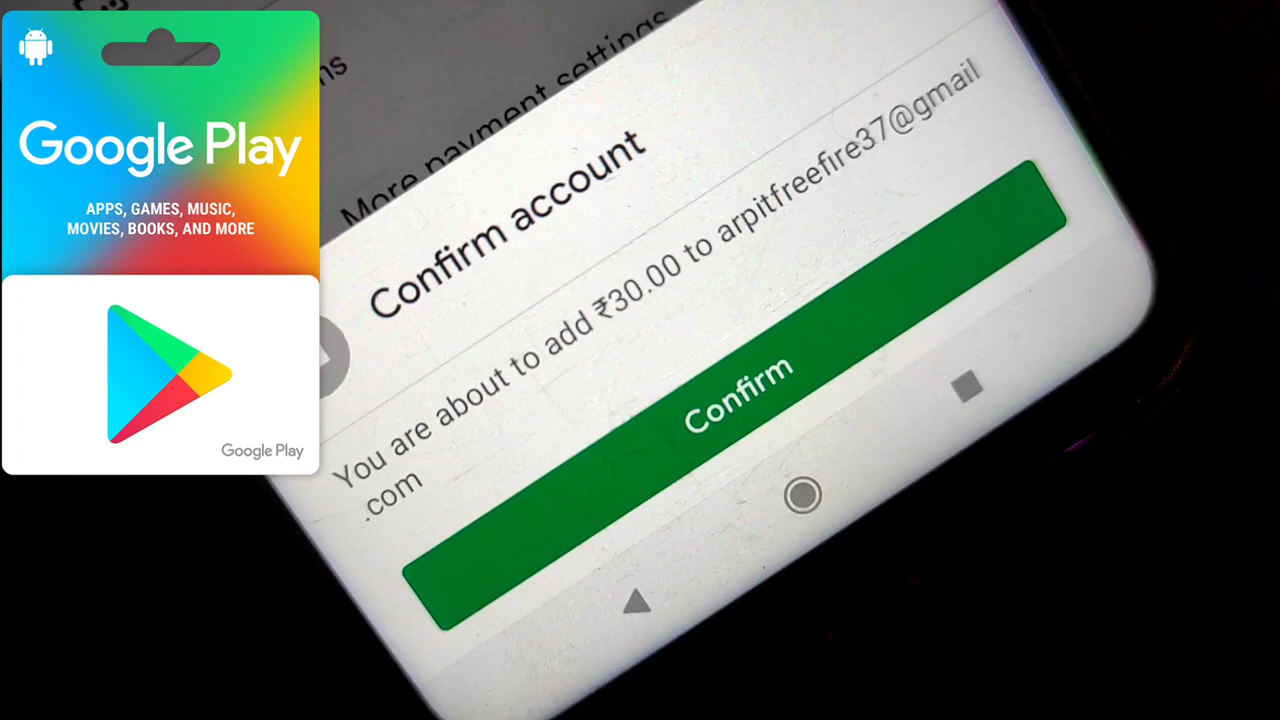 Google Play
APPS, GAMES, MUSIC,
MOVIES, BOOKS, AND MORE
Google Play
More payment settings
Confirm account
You are about to add ₹30.00 to arpitfreefire37@gmail
.com
Confirm